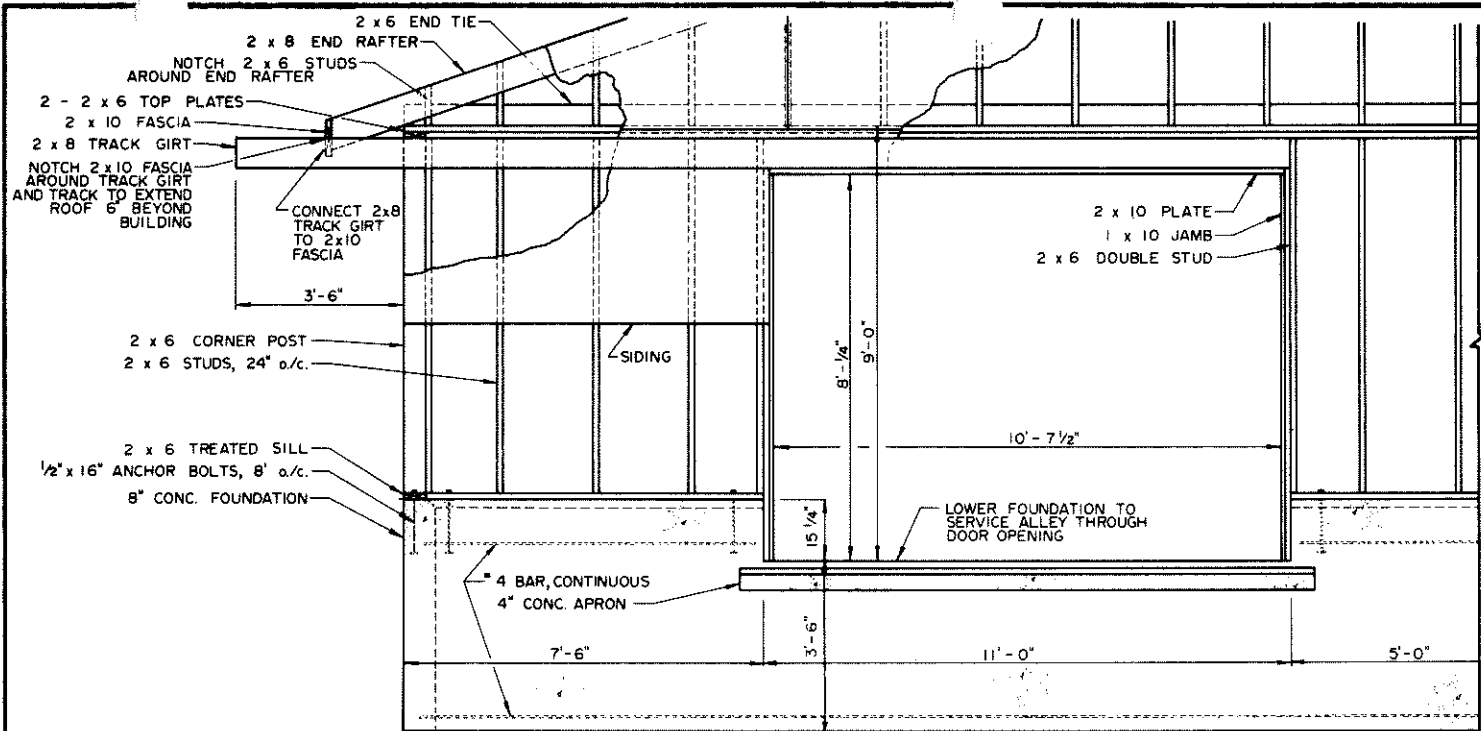 2 x 6 END TIE
2 x 8 END RAFTER
NOTCH 2 x 6 STUDS
AROUND END RAFTER
2 - 2 x 6 TOP PLATES
2 x 10 FASCIA
2 x 8 TRACK GIRT
NOTCH 2x10 FASCIA
AROUND TRACK GIRT
AND TRACK TO EXTEND
ROOF 6" BEYOND
BUILDING
CONNECT 2x8
TRACK GIRT
TO 2x10
FASCIA
2 x 10 PLATE
1 x 10 JAMB
2 x 6 DOUBLE STUD
3'-6"
2 x 6 CORNER POST
2 x 6 STUDS, 24" o/c.
SIDING
8'-1/4"
9'-0"
10'-7 1/2"
2 x 6 TREATED SILL
1/2" x 16" ANCHOR BOLTS, 8' o/c.
8" CONC. FOUNDATION
15 1/4"
LOWER FOUNDATION TO
SERVICE ALLEY THROUGH
DOOR OPENING
" 4 BAR, CONTINUOUS
4" CONC. APRON
3'-6"
7'-6"
11'-0"
5'-0"